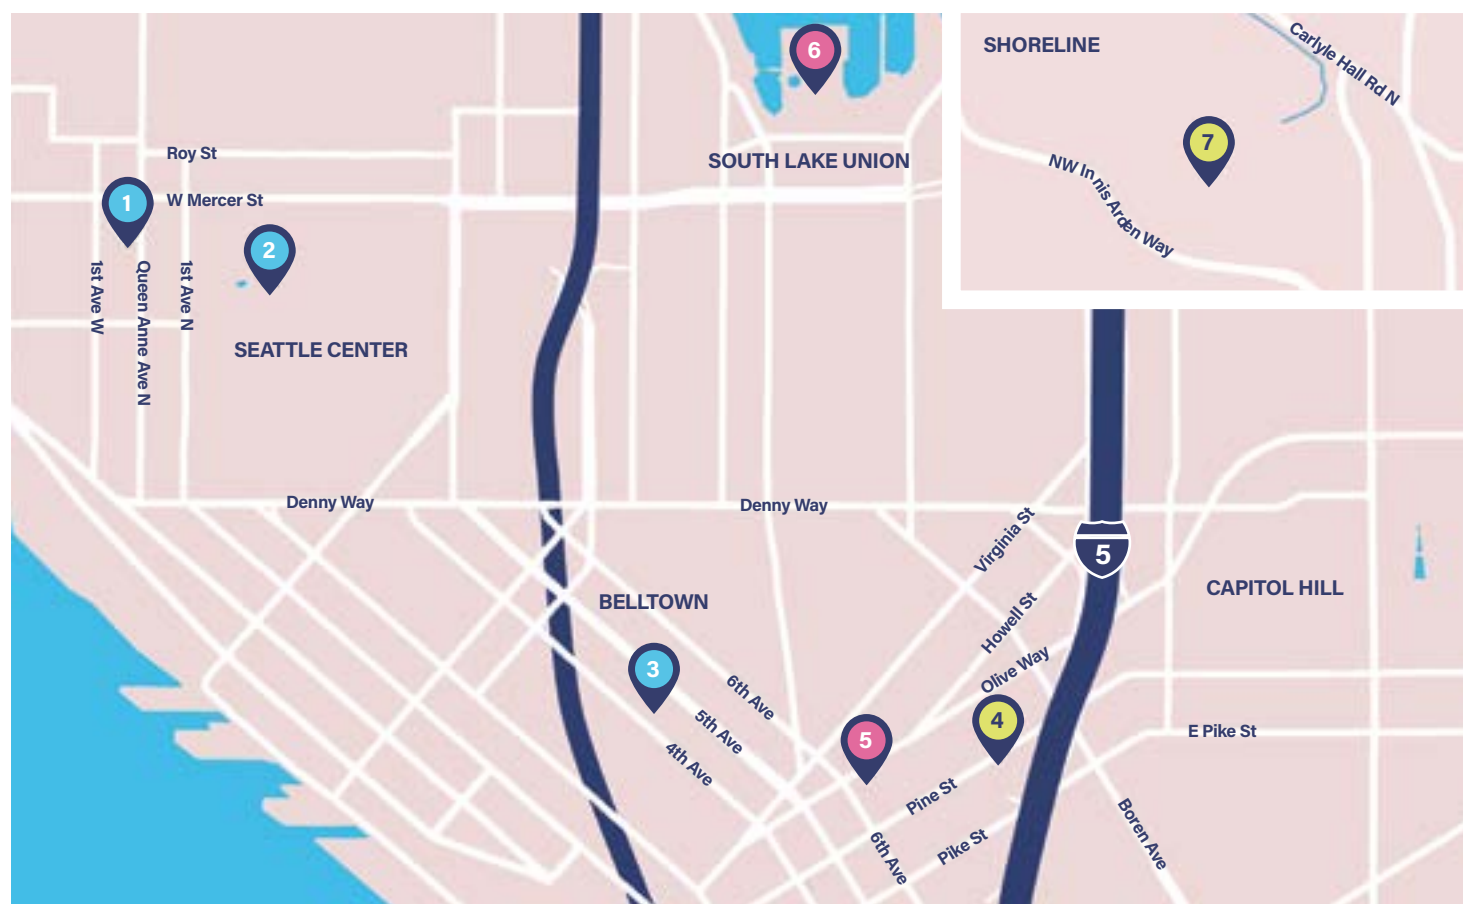 6
SHORELINE
Carlyle Hall Rd N
7
NW Innis Arden Way
Roy St
SOUTH LAKE UNION
1
W Mercer St
2
1st Ave W
Queen Anne Ave N
1st Ave N
SEATTLE CENTER
Denny Way
Denny Way
Virginia St
5
CAPITOL HILL
BELLTOWN
Howell St
3
Olive Way
6th Ave
5th Ave
4th Ave
4
5
E Pike St
Pine St
Pike St
6th Ave
Boren Ave